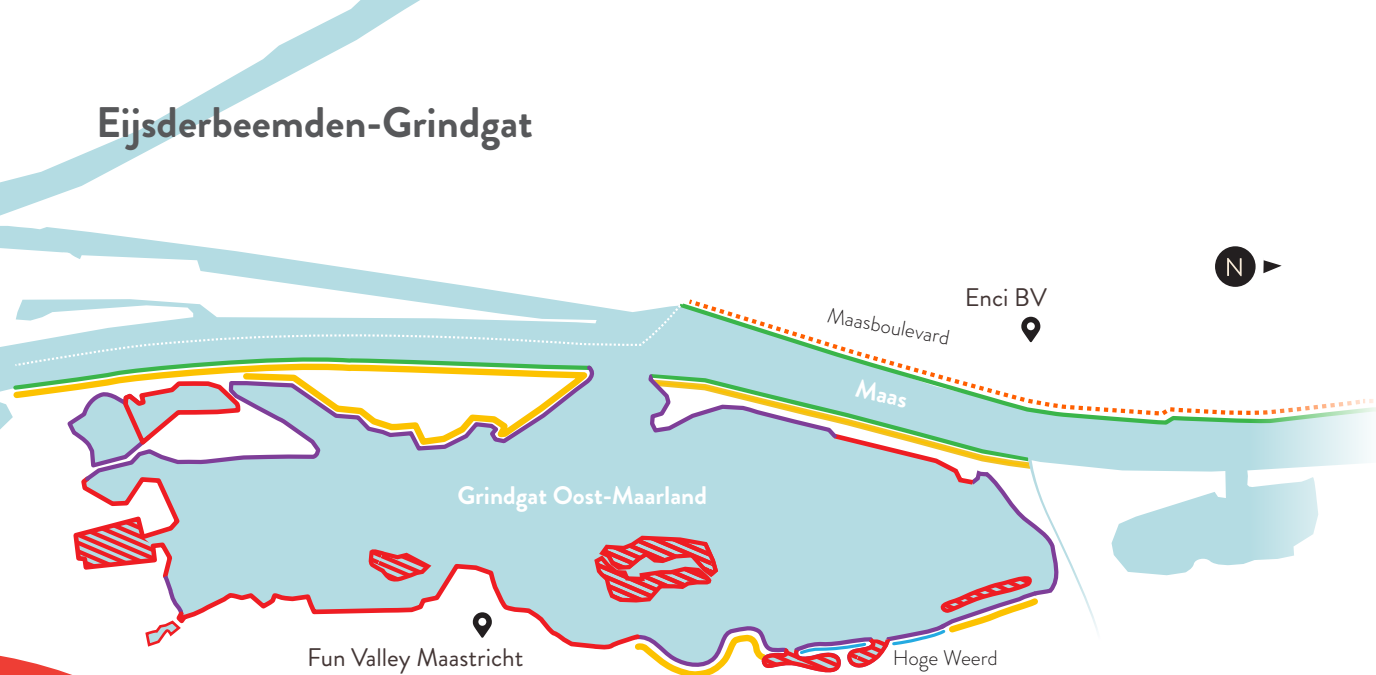 Eijsderbeemden-Grindgat
N
Enci BV
Maasboulevard
Maas
Grindgat Oost-Maarland
Fun Valley Maastricht
Hoge Weerd